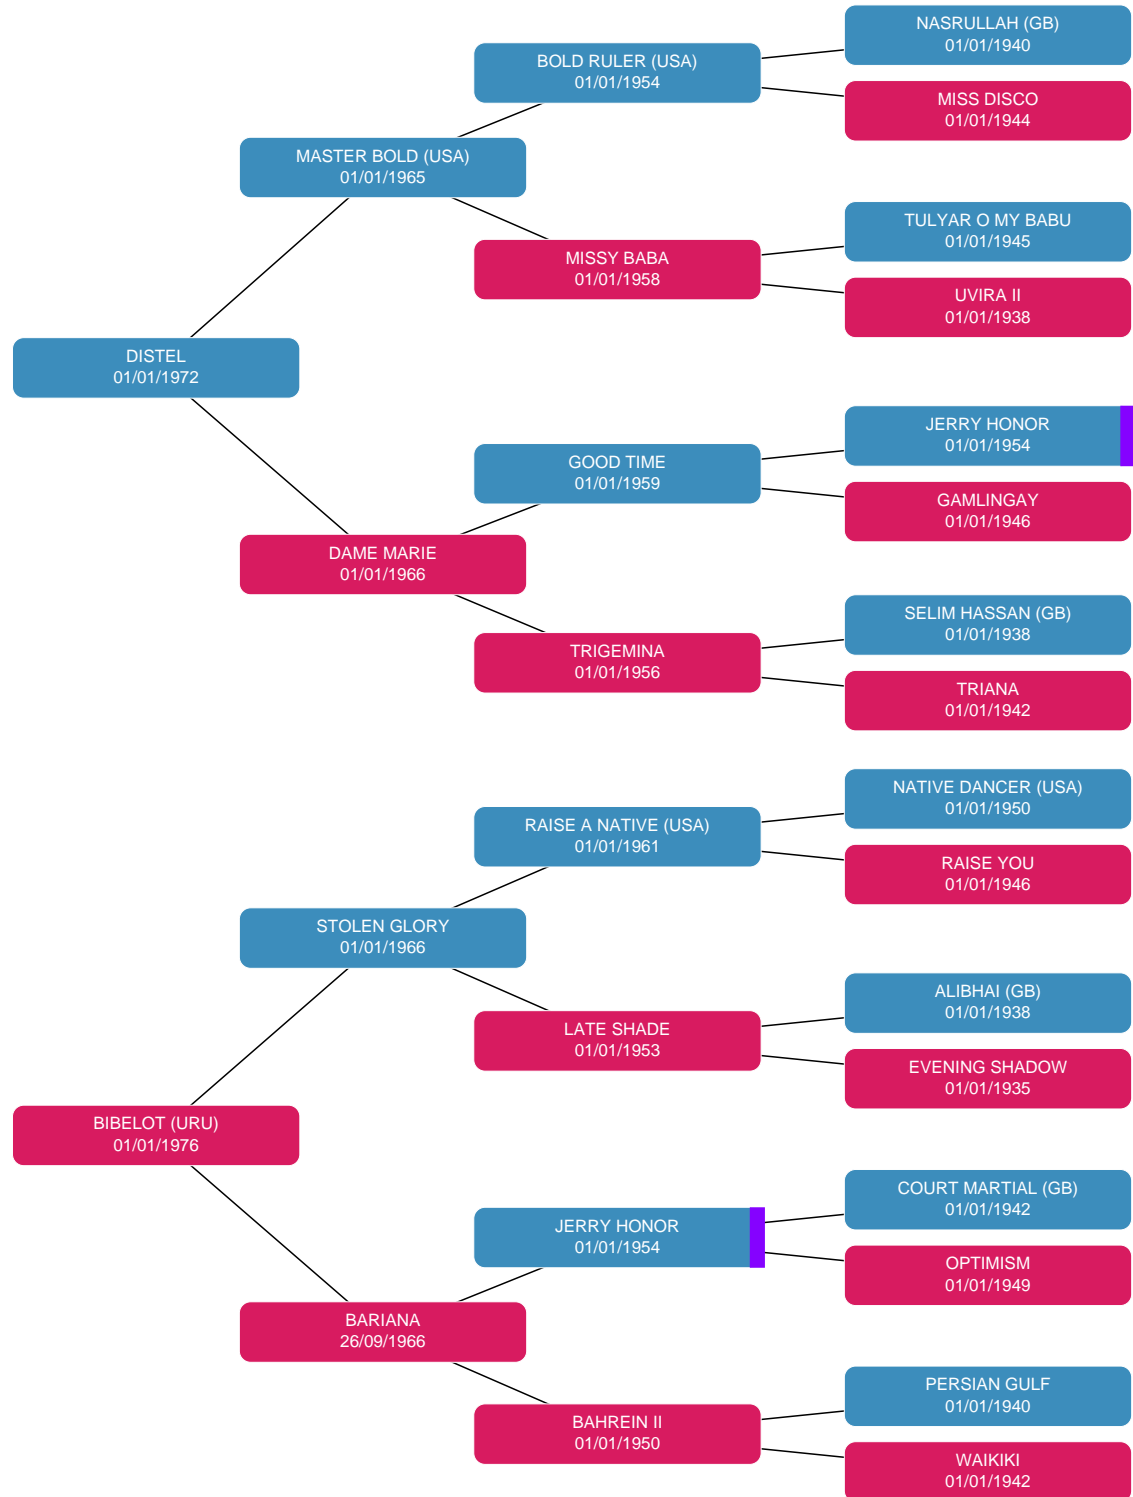 NASRULLAH (GB)
01/01/1940
BOLD RULER (USA)
01/01/1954
MISS DISCO
01/01/1944
MASTER BOLD (USA)
01/01/1965
TULYAR O MY BABU
01/01/1945
MISSY BABA
01/01/1958
UVIRA II
01/01/1938
DISTEL
01/01/1972
JERRY HONOR
01/01/1954
GOOD TIME
01/01/1959
GAMLINGAY
01/01/1946
DAME MARIE
01/01/1966
SELIM HASSAN (GB)
01/01/1938
TRIGEMINA
01/01/1956
TRIANA
01/01/1942
NATIVE DANCER (USA)
01/01/1950
RAISE A NATIVE (USA)
01/01/1961
RAISE YOU
01/01/1946
STOLEN GLORY
01/01/1966
ALIBHAI (GB)
01/01/1938
LATE SHADE
01/01/1953
EVENING SHADOW
01/01/1935
BIBELOT (URU)
01/01/1976
COURT MARTIAL (GB)
01/01/1942
JERRY HONOR
01/01/1954
OPTIMISM
01/01/1949
BARIANA
26/09/1966
PERSIAN GULF
01/01/1940
BAHREIN II
01/01/1950
WAIKIKI
01/01/1942